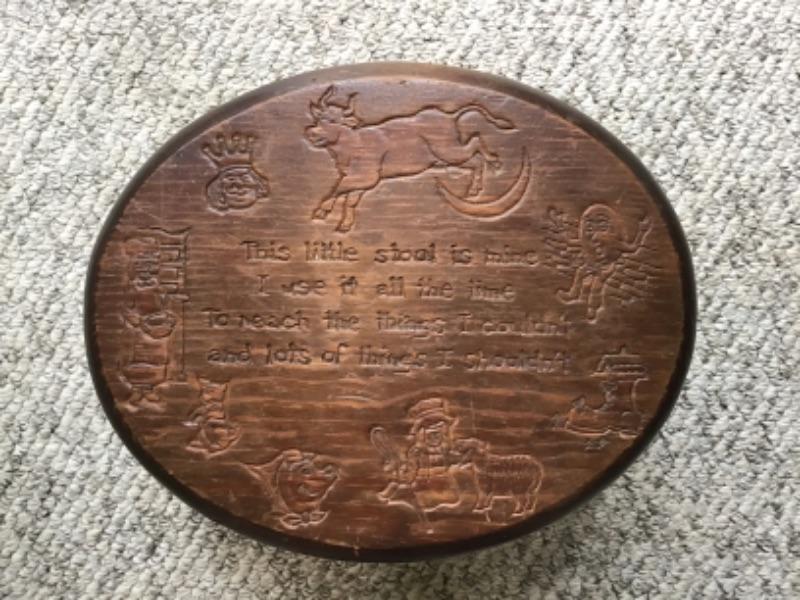 This little stool is mine
I use it all the time
To reach the things I couldn't
and lots of things I shouldn't